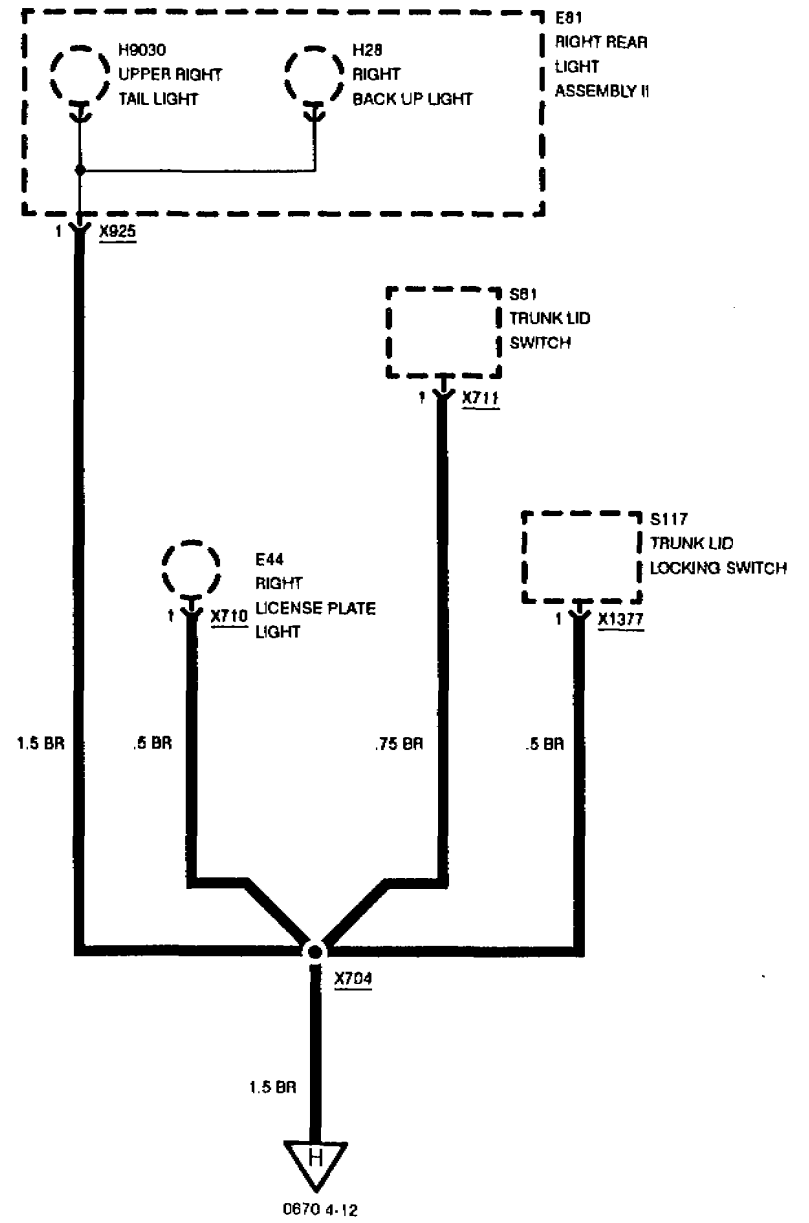 E81
RIGHT REAR
LIGHT
ASSEMBLY II
H9030
UPPER RIGHT
TAIL LIGHT
H28
RIGHT
BACK UP LIGHT
1
X925
S81
TRUNK LID
SWITCH
1
X711
S117
TRUNK LID
LOCKING SWITCH
1
X1377
E44
RIGHT
LICENSE PLATE
LIGHT
1
X710
1.5 BR
.5 BR
.75 BR
.5 BR
X704
1.5 BR
H
0670 4-12